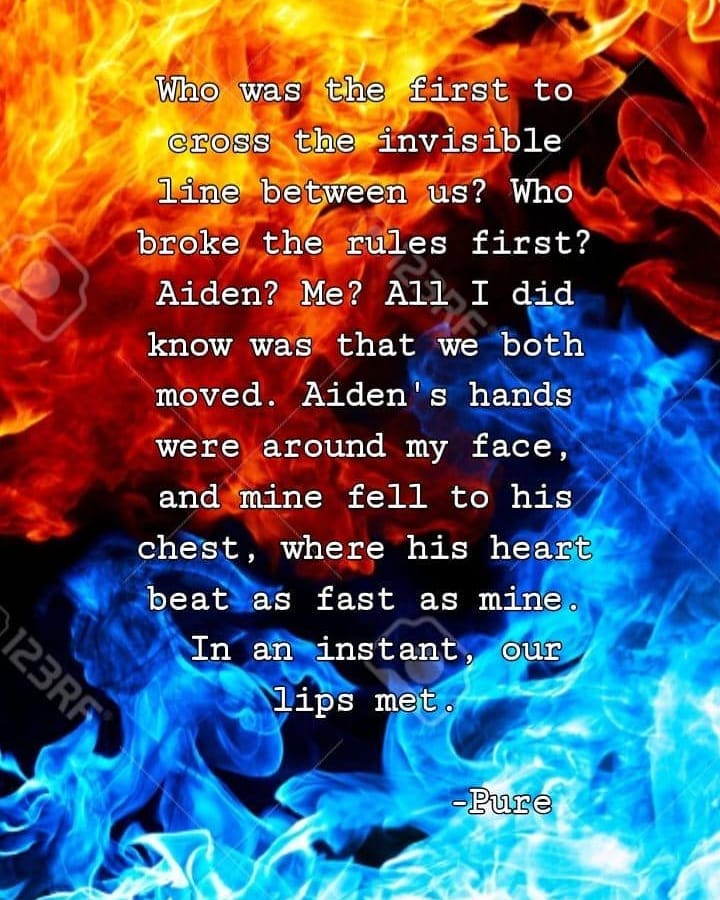 Who was the first to
cross the invisible
line between us? Who
broke the rules first?
Aiden? Me? All I did
know was that we both
moved. Aiden's hands
were around my face,
and mine fell to his
chest, where his heart
beat as fast as mine.
In an instant, our
lips met.
-Pure
123RF
123RF